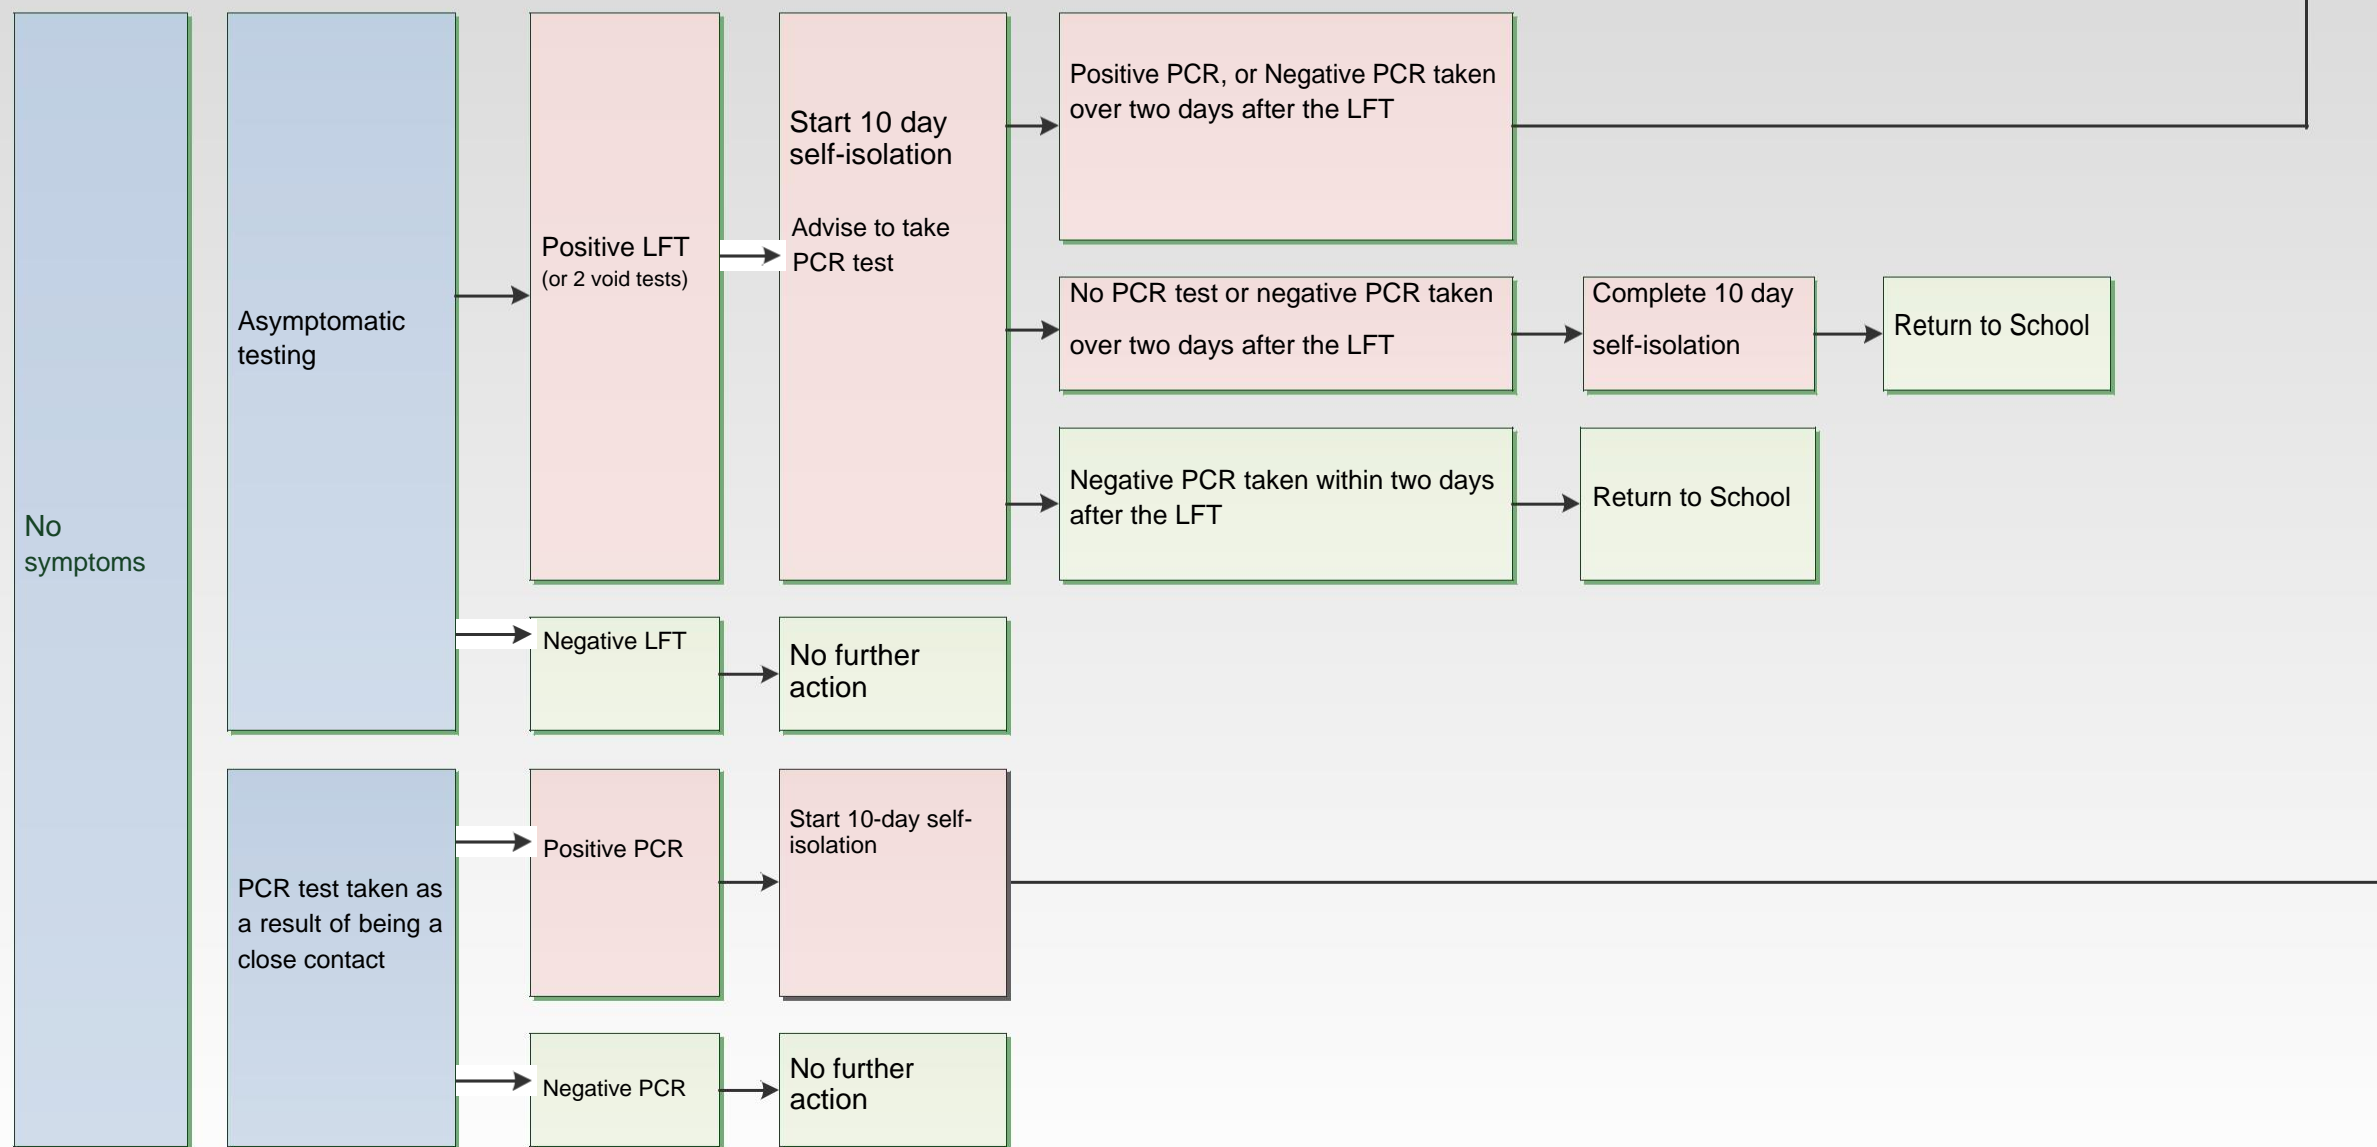 No
symptoms
Asymptomatic
testing
Positive LFT
(or 2 void tests)
Start 10 day
self-isolation
Advise to take
PCR test
Positive PCR, or Negative PCR taken
over two days after the LFT
No PCR test or negative PCR taken
over two days after the LFT
Complete 10 day
self-isolation
Return to School
Negative PCR taken within two days
after the LFT
Return to School
Negative LFT
No further
action
PCR test taken as
a result of being a
close contact
Positive PCR
Start 10-day self-
isolation
Negative PCR
No further
action